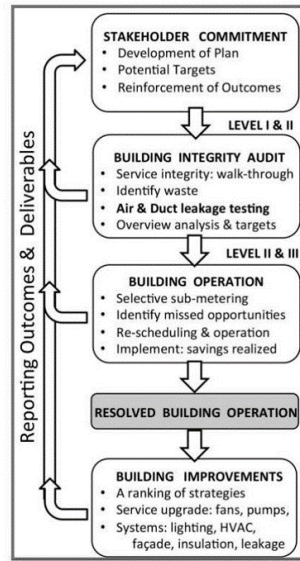 Reporting Outcomes & Deliverables
STAKEHOLDER COMMITMENT
• Development of Plan
• Potential Targets
• Reinforcement of Outcomes
LEVEL I & II
BUILDING INTEGRITY AUDIT
• Service integrity: walk-through
• Identify waste
• Air & Duct leakage testing
• Overview analysis & targets
LEVEL II & III
BUILDING OPERATION
• Selective sub-metering
• Identify missed opportunities
• Re-scheduling & operation
• Implement: savings realized
RESOLVED BUILDING OPERATION
BUILDING IMPROVEMENTS
• A ranking of strategies
• Service upgrade: fans, pumps,
• Systems: lighting, HVAC,
façade, insulation, leakage